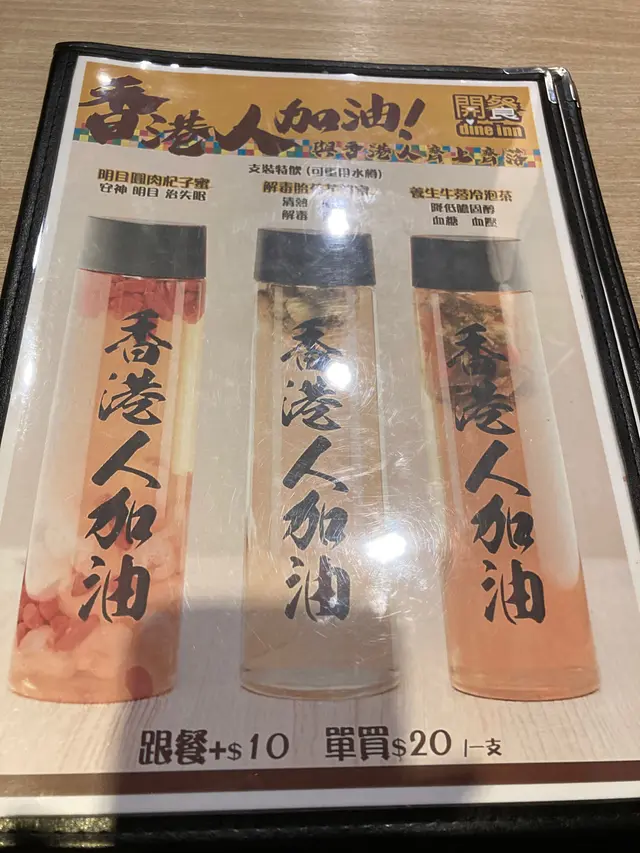 香港人加油!
開餐
dine inn
與香港人齊上齊落
支裝特飲(可重用水樽)
明目圓肉杞子蜜
安神 明目 治失眠
解毒
清熱
解毒
養生牛蒡冷泡茶
降低膽固醇
血糖 血壓
香港人加油
香港人加油
香港人加油
跟餐+$10 單買$20 /一支